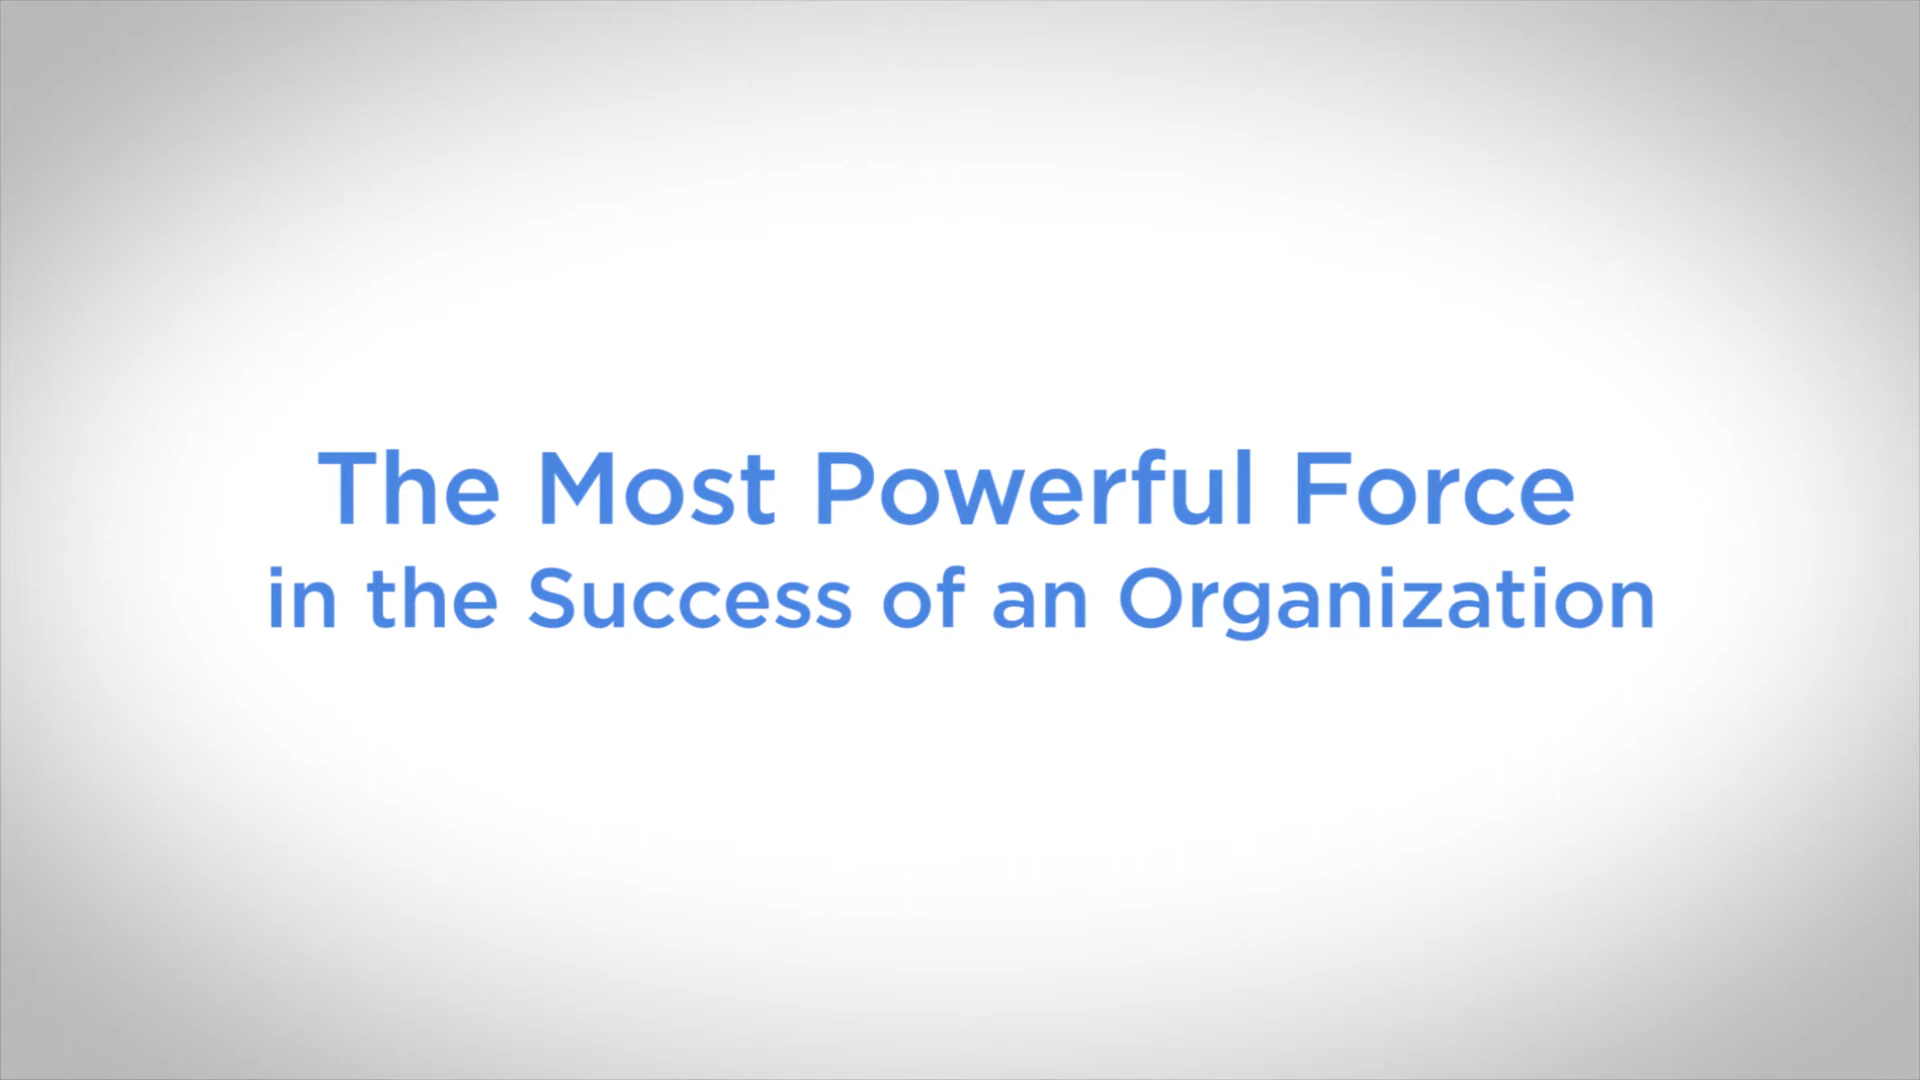 The Most Powerful Force
in the Success of an Organization